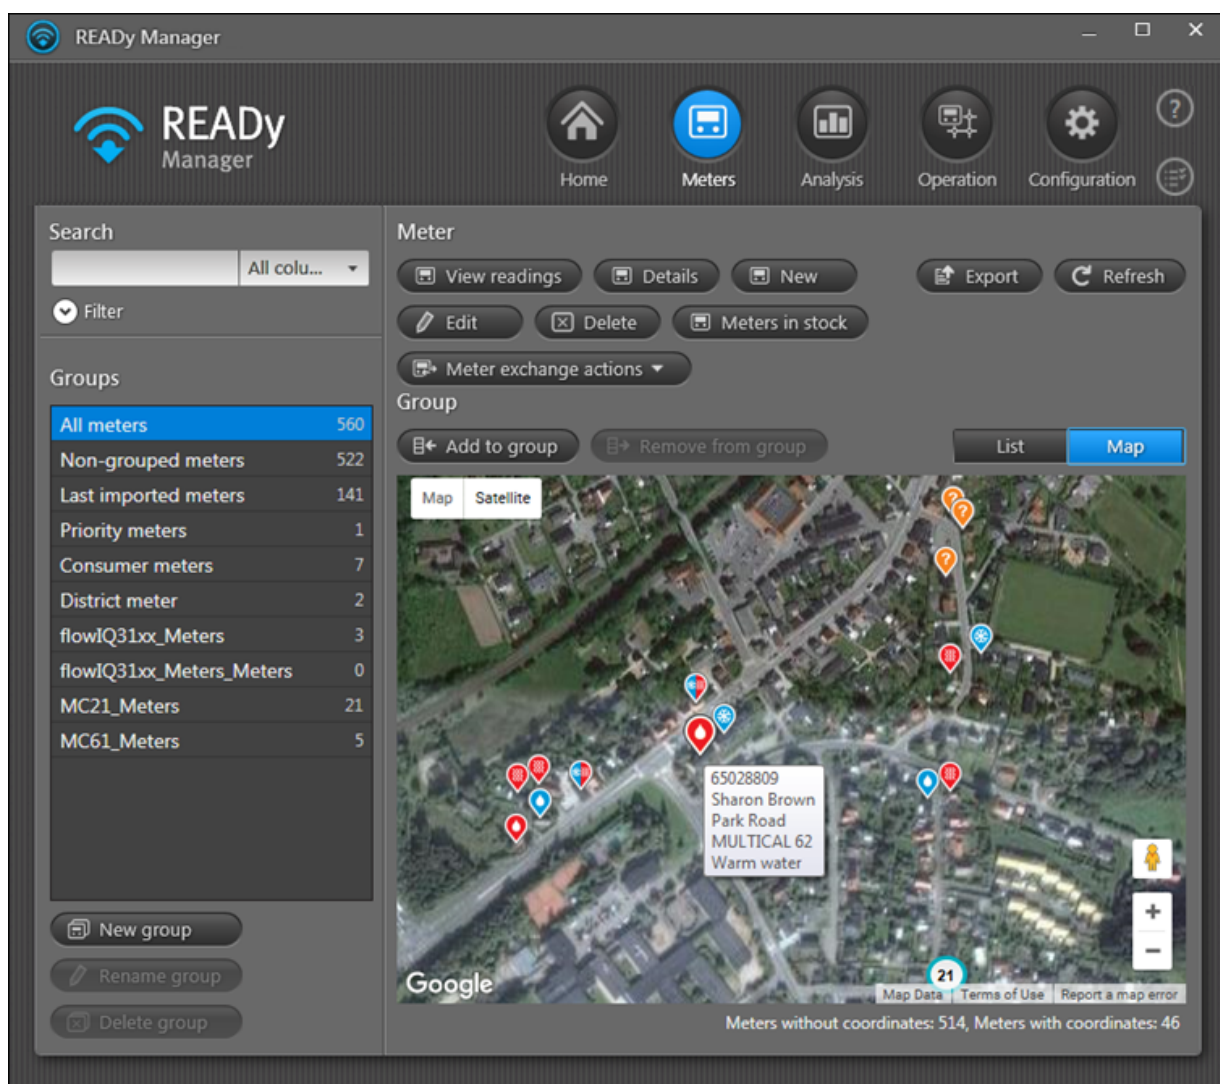 READy Manager
READy
Manager
Home
Meters
Analysis
Operation
Configuration
?
Search
All colu...
Filter
Groups
All meters 560
Non-grouped meters 522
Last imported meters 141
Priority meters 1
Consumer meters 7
District meter 2
flowIQ31xx_Meters 3
flowIQ31xx_Meters_Meters 0
MC21_Meters 21
MC61_Meters 5
New group
Rename group
Delete group
Meter
View readings
Details
New
Export
Refresh
Edit
Delete
Meters in stock
Meter exchange actions
Group
Add to group
Remove from group
List
Map
Map
Satellite
?
?
?
65028809
Sharon Brown
Park Road
MULTICAL 62
Warm water
+
−
21
Google
Map Data
Terms of Use
Report a map error
Meters without coordinates: 514, Meters with coordinates: 46